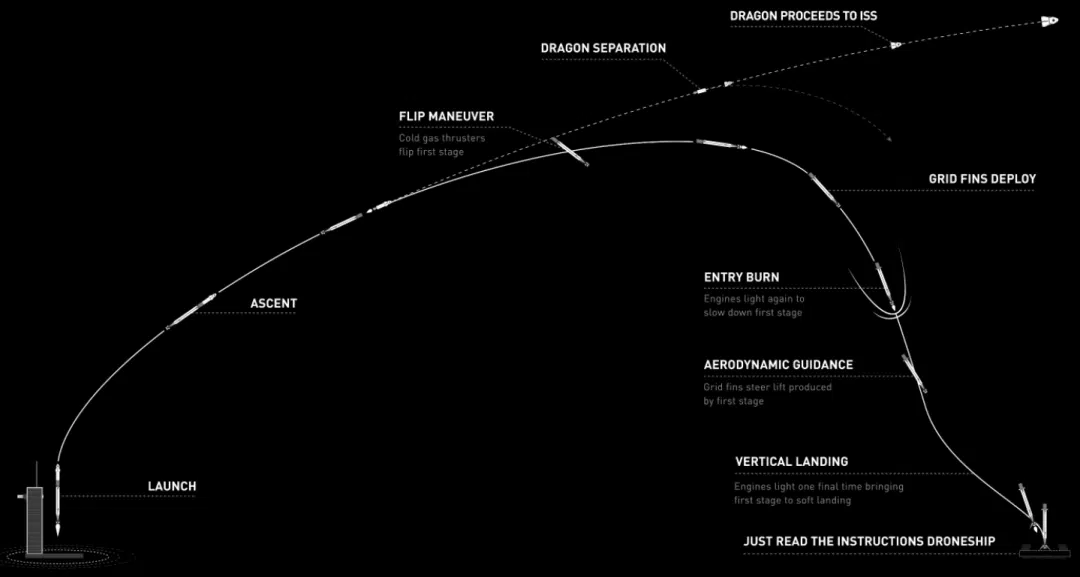 DRAGON PROCEEDS TO ISS
DRAGON SEPARATION
FLIP MANEUVER
Cold gas thrusters
flip first stage
GRID FINS DEPLOY
ENTRY BURN
Engines light again to
slow down first stage
ASCENT
AERODYNAMIC GUIDANCE
Grid fins steer lift produced
by first stage
VERTICAL LANDING
Engines light one final time bringing
first stage to soft landing
LAUNCH
JUST READ THE INSTRUCTIONS DRONESHIP